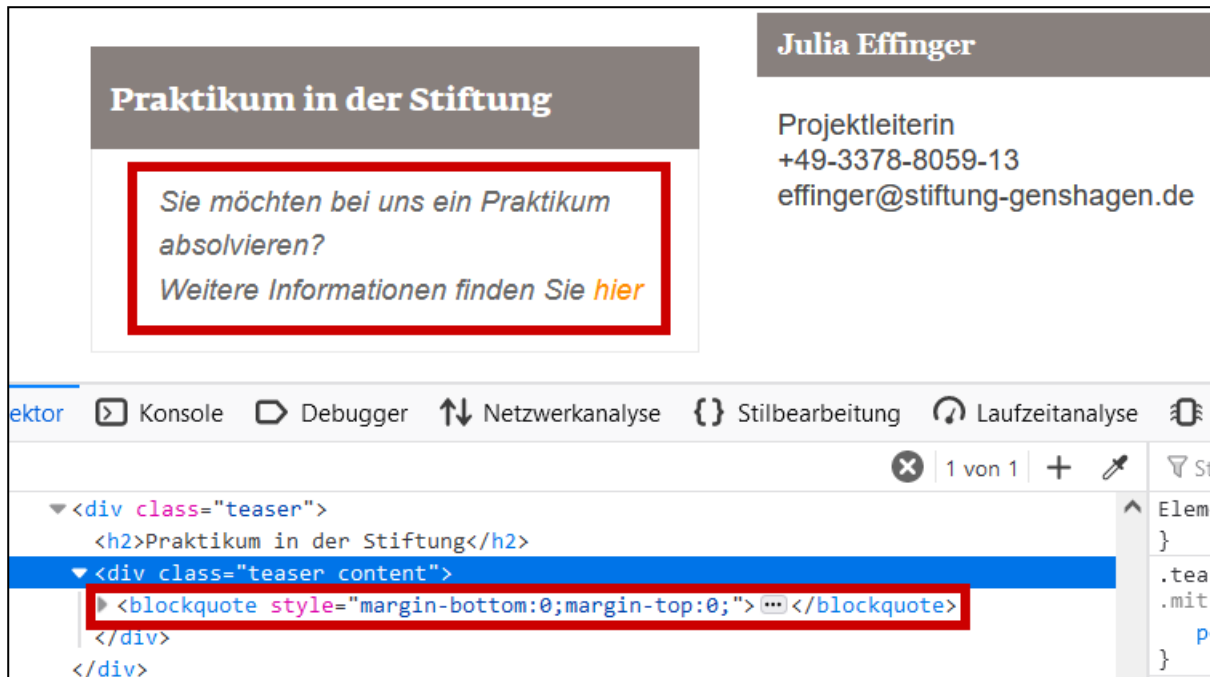 Praktikum in der Stiftung
Sie möchten bei uns ein Praktikum
absolvieren?
Weitere Informationen finden Sie hier
Julia Effinger
Projektleiterin
+49-3378-8059-13
effinger@stiftung-genshagen.de
ektor Konsole Debugger Netzwerkanalyse Stilbearbeitung Laufzeitanalyse
1 von 1 + St
<div class="teaser">
<h2>Praktikum in der Stiftung</h2>
<div class="teaser content">
<blockquote style="margin-bottom:0;margin-top:0;"> ··· </blockquote>
</div>
</div>
Elem
}
.tea
.mit
p
}